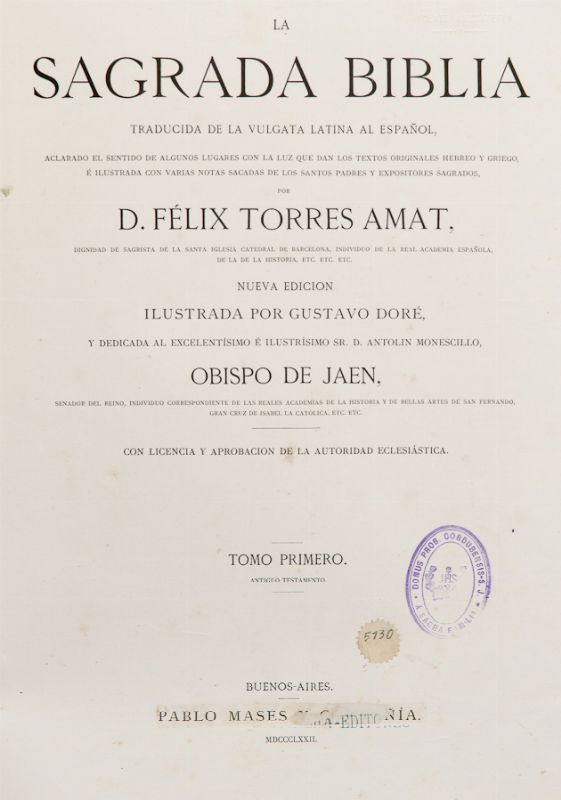 LA
SAGRADA BIBLIA
TRADUCIDA DE LA VULGATA LATINA AL ESPAÑOL,
ACLARADO EL SENTIDO DE ALGUNOS LUGARES CON LA LUZ QUE DAN LOS TEXTOS ORIGINALES HEBREO Y GRIEGO,
É ILUSTRADA CON VARIAS NOTAS SACADAS DE LOS SANTOS PADRES Y EXPOSITORES SAGRADOS,
POR
D. FÉLIX TORRES AMAT,
DIGNIDAD DE SAGRISTA DE LA SANTA IGLESIA CATEDRAL DE BARCELONA, INDIVIDUO DE LA REAL ACADEMIA ESPAÑOLA,
DE LA DE LA HISTORIA, ETC. ETC. ETC.
NUEVA EDICION
ILUSTRADA POR GUSTAVO DORÉ,
Y DEDICADA AL EXCELENTÍSIMO É ILUSTRÍSIMO SR. D. ANTOLIN MONESCILLO,
OBISPO DE JAEN,
SENADOR DEL REINO, INDIVIDUO CORRESPONDIENTE DE LAS REALES ACADEMIAS DE LA HISTORIA Y DE BELLAS ARTES DE SAN FERNANDO,
GRAN CRUZ DE ISABEL LA CATÓLICA, ETC. ETC.
CON LICENCIA Y APROBACION DE LA AUTORIDAD ECLESIÁSTICA.
TOMO PRIMERO.
ANTIGUO TESTAMENTO.
DOMUS PROB. CORDUBENSIS-S. J.
IHS
5130
BUENOS-AIRES.
PABLO MASES Y
MDCCCLXXII.